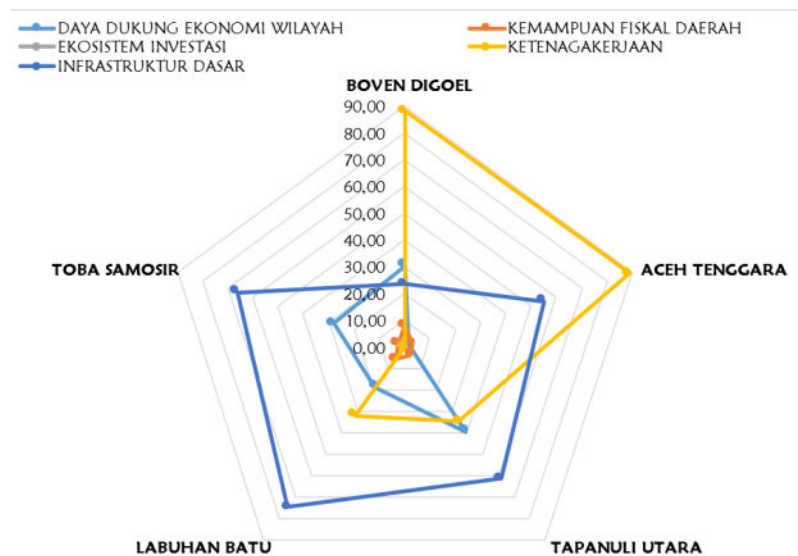 DAYA DUKUNG EKONOMI WILAYAH
KEMAMPUAN FISKAL DAERAH
EKOSISTEM INVESTASI
KETENAGAKERJAAN
INFRASTRUKTUR DASAR
BOVEN DIGOEL
90,00
80,00
70,00
60,00
50,00
40,00
30,00
20,00
10,00
0,00
TOBA SAMOSIR
ACEH TENGGARA
LABUHAN BATU
TAPANULI UTARA